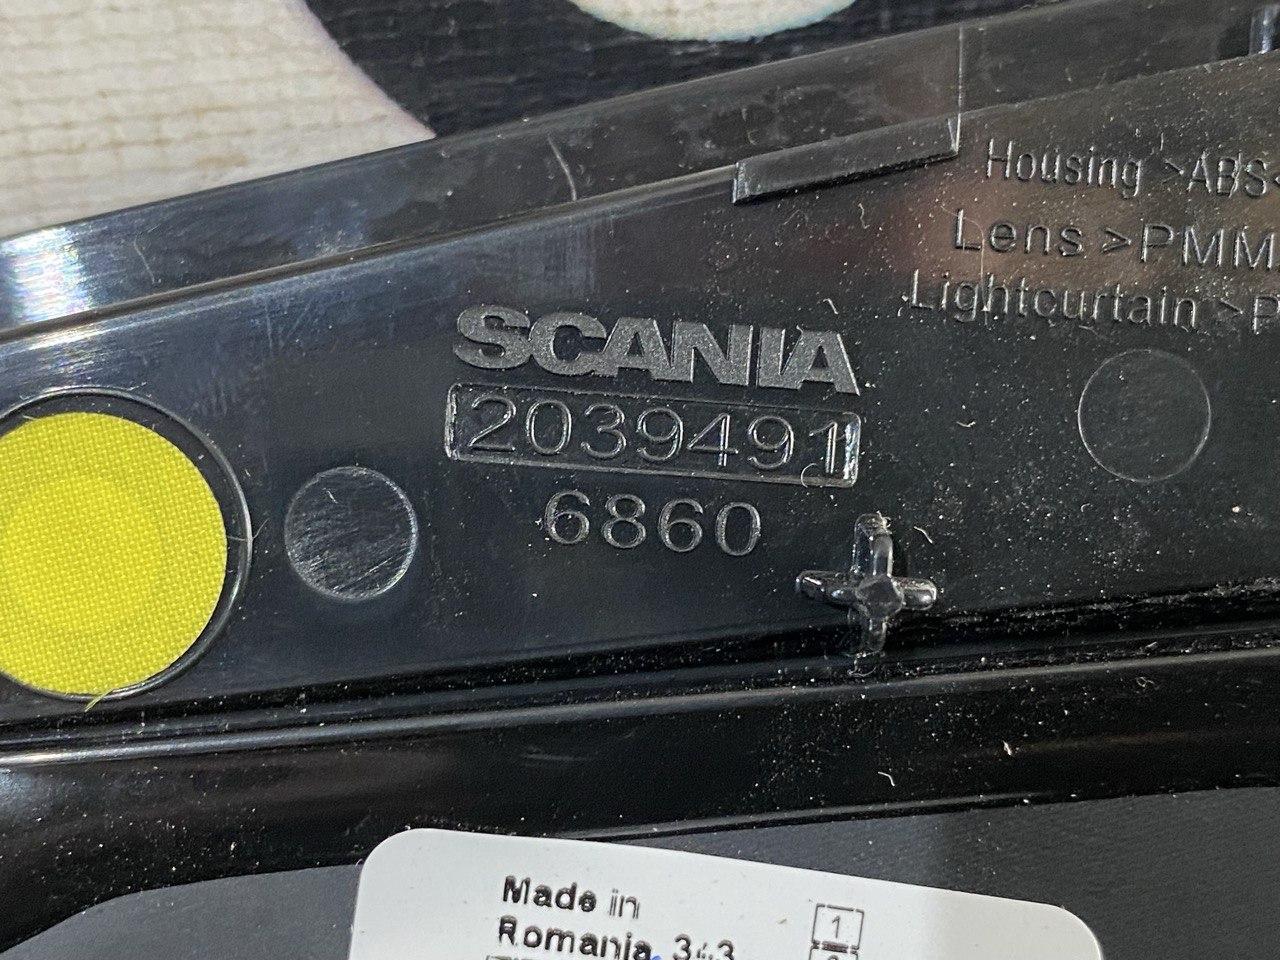 Housing >ABS<
Lens >PMM
Lightcurtain >P
SCANIA
2039491
6860
Made in
Romania
1